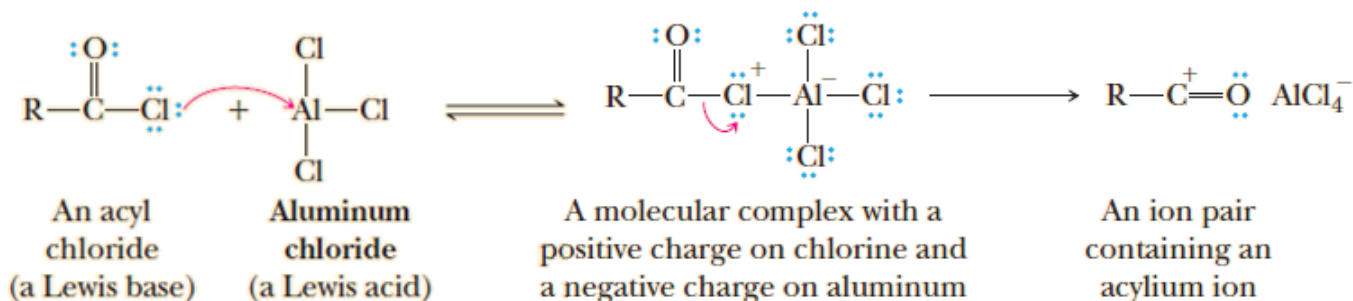 :O: Cl :O: :Cl:
R—C—Cl: + Al—Cl ⇌ R—C—Cl⁺—Al⁻—Cl: ⟶ R—C⁺=O AlCl₄⁻
Cl :Cl:
An acyl
chloride
(a Lewis base)
Aluminum
chloride
(a Lewis acid)
A molecular complex with a
positive charge on chlorine and
a negative charge on aluminum
An ion pair
containing an
acylium ion